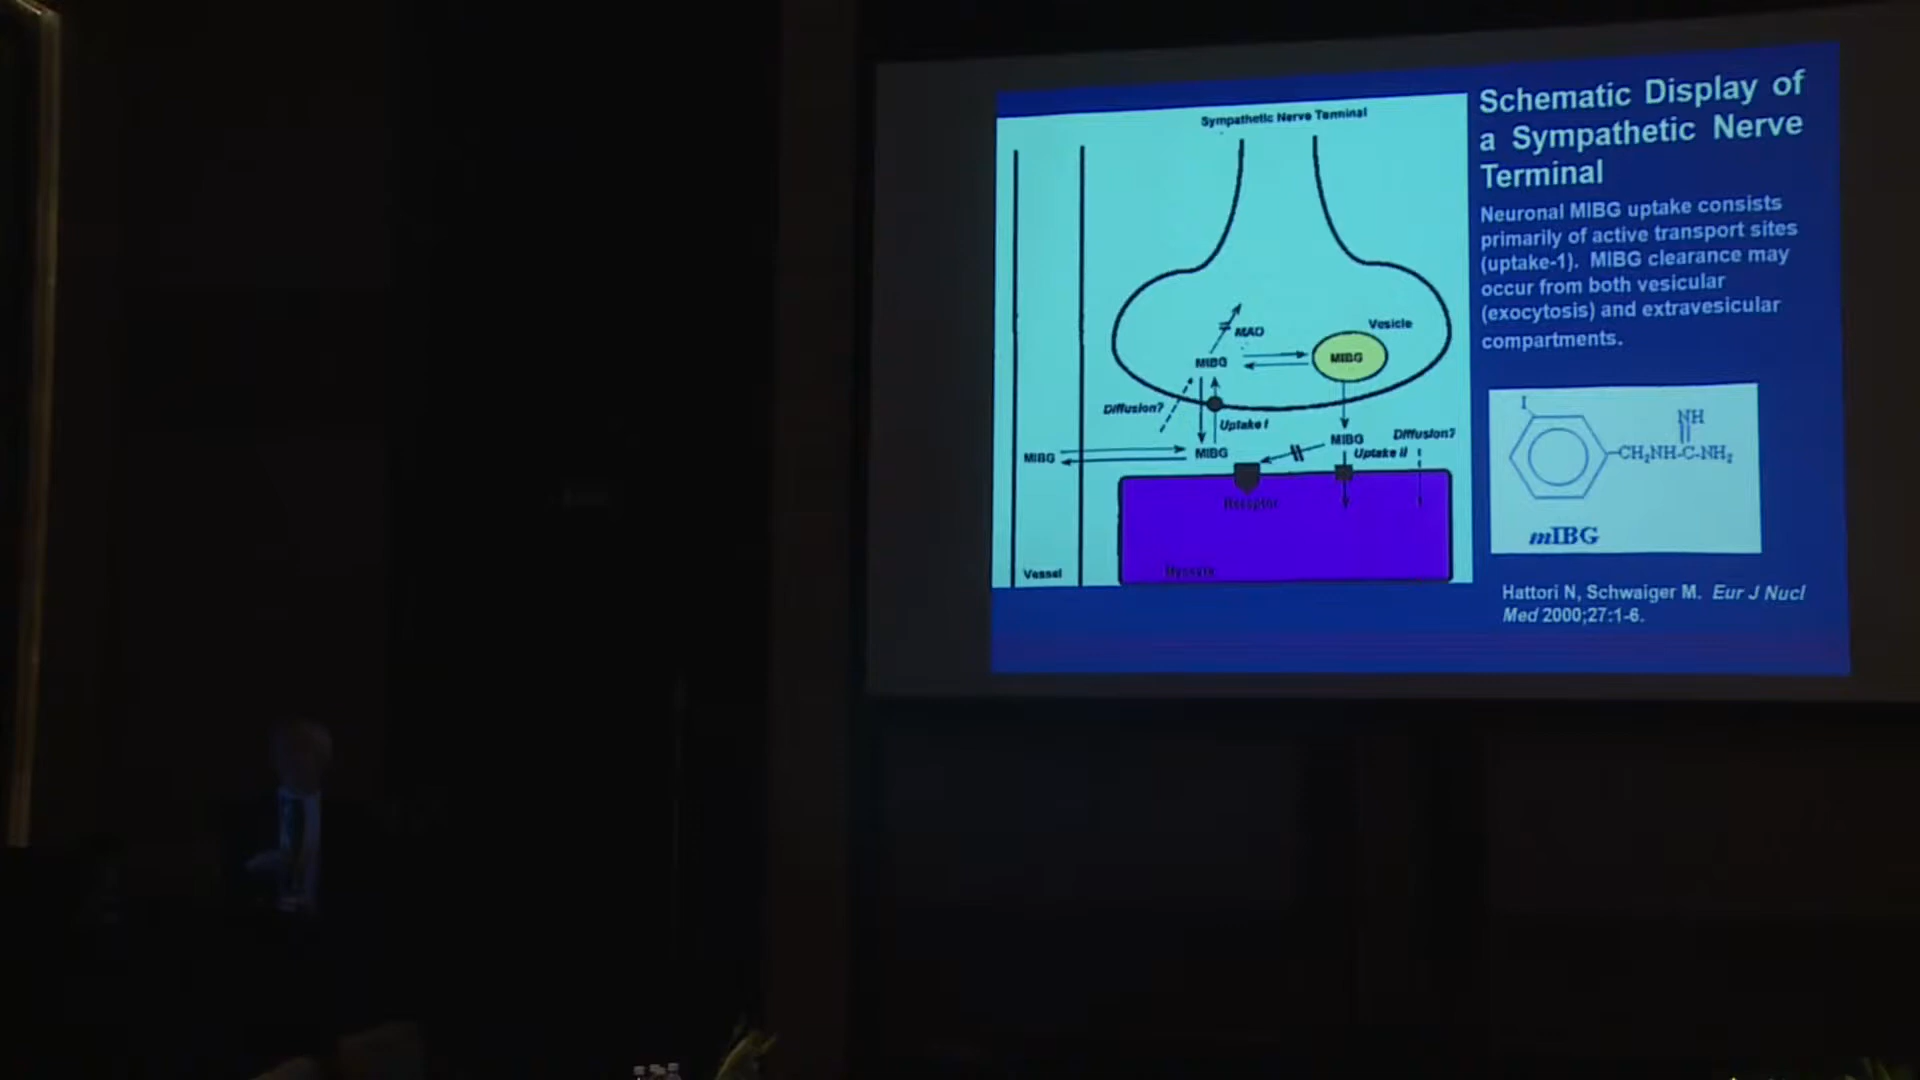 Schematic Display of
a Sympathetic Nerve
Terminal
Neuronal MIBG uptake consists
primarily of active transport sites
(uptake-1). MIBG clearance may
occur from both vesicular
(exocytosis) and extravesicular
compartments.
Sympathetic Nerve Terminal
MAO
Vesicle
MIBG
MIBG
Diffusion?
Uptake I
MIBG
Diffusion?
MIBG
MIBG
Uptake II
Receptor
Vessel
Myocyte
I
NH
CH2NH-C-NH2
mIBG
Hattori N, Schwaiger M. Eur J Nucl
Med 2000;27:1-6.